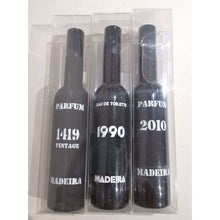 PARFUM
1419
VINTAGE
MADEIRA
EAU DE TOILETTE
1990
MADEIRA
PARFUM
2010
MADEIRA